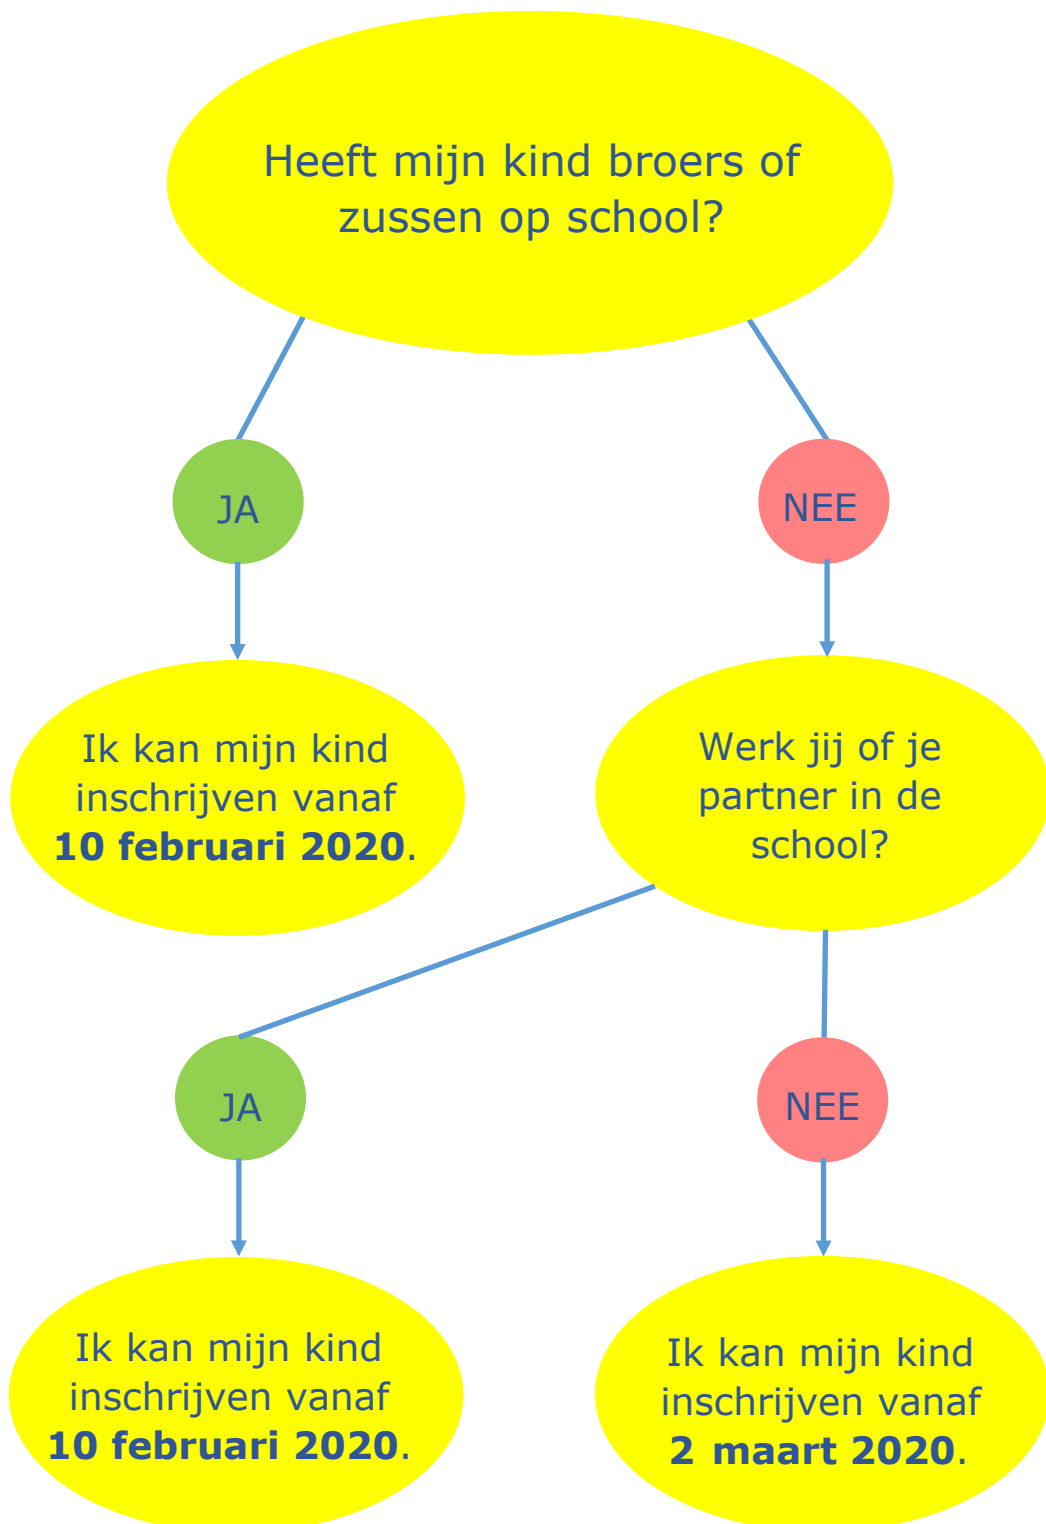 Heeft mijn kind broers of
zussen op school?
JA
NEE
Ik kan mijn kind
inschrijven vanaf
10 februari 2020.
Werk jij of je
partner in de
school?
JA
NEE
Ik kan mijn kind
inschrijven vanaf
10 februari 2020.
Ik kan mijn kind
inschrijven vanaf
2 maart 2020.